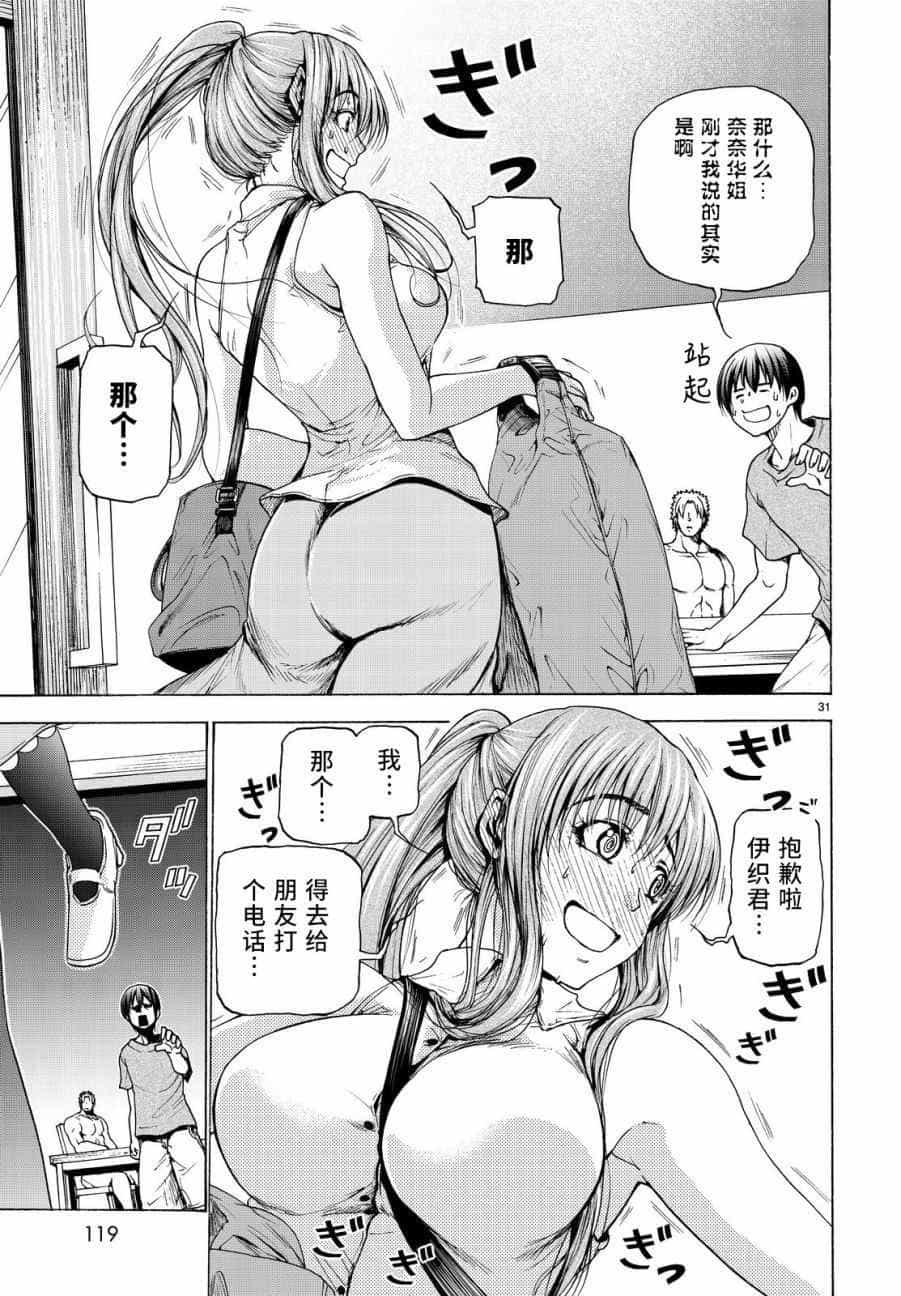 那什么…
奈奈华姐
刚才我说的其实
是啊
ぎ
っ
那
站起
那个…
31
ぎ
っ
抱歉啦
伊织君…
我…
那个…
ぎ
っ
得去给
朋友打
个电话…
ぎっ
ぎっ
ぎっ
ダッ
119